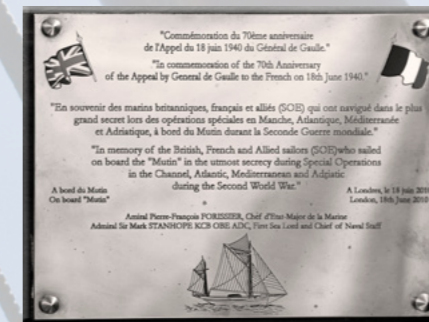 "Commémoration du 70ème anniversaire
de l'Appel du 18 juin 1940 du Général de Gaulle."
"In commemoration of the 70th Anniversary
of the Appeal by General de Gaulle to the French on 18th June 1940."
"En souvenir des marins britanniques, français et alliés (SOE) qui ont navigué dans le plus
grand secret lors des opérations spéciales en Manche, Atlantique, Méditerranée
et Adriatique, à bord du Mutin durant la Seconde Guerre mondiale."
"In memory of the British, French and Allied sailors (SOE)who sailed
on board the "Mutin" in the utmost secrecy during Special Operations
in the Channel, Atlantic, Mediterranean and Adriatic
during the Second World War."
A bord du Mutin
On board "Mutin"
A Londres, le 18 juin 2010
London, 18th June 2010
Amiral Pierre-François FORISSIER, Chef d'Etat-Major de la Marine
Admiral Sir Mark STANHOPE KCB OBE ADC, First Sea Lord and Chief of Naval Staff